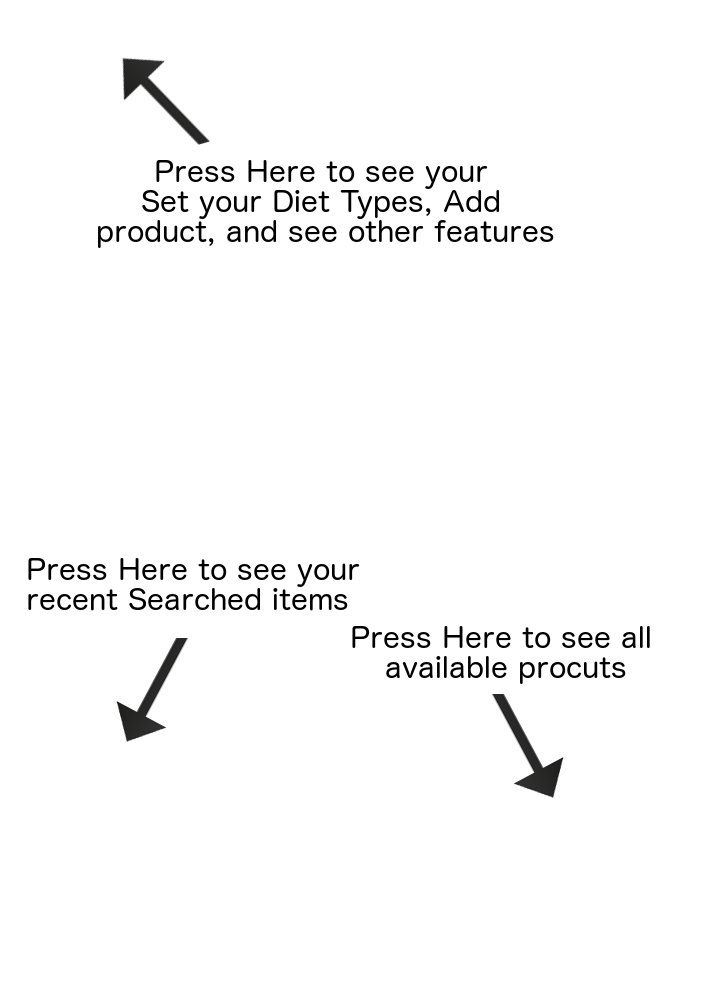 Press Here to see your
Set your Diet Types, Add
product, and see other features
Press Here to see your
recent Searched items
Press Here to see all
available procuts